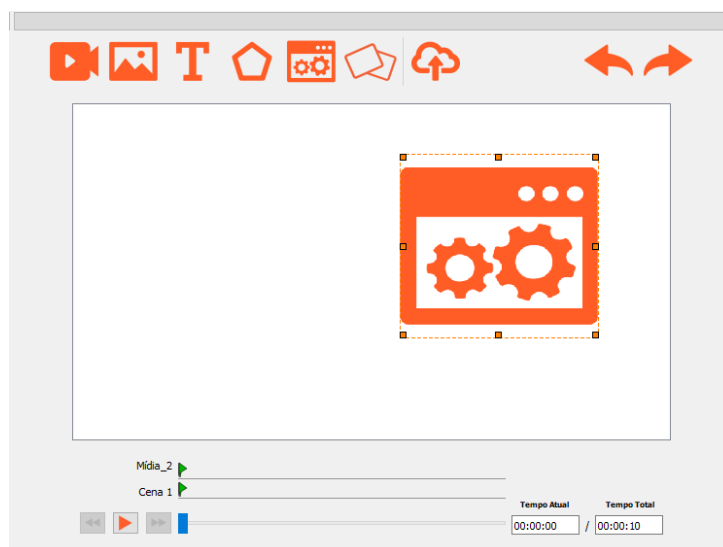 T
Mídia_2
Cena 1
Tempo Atual
Tempo Total
00:00:00 / 00:00:10